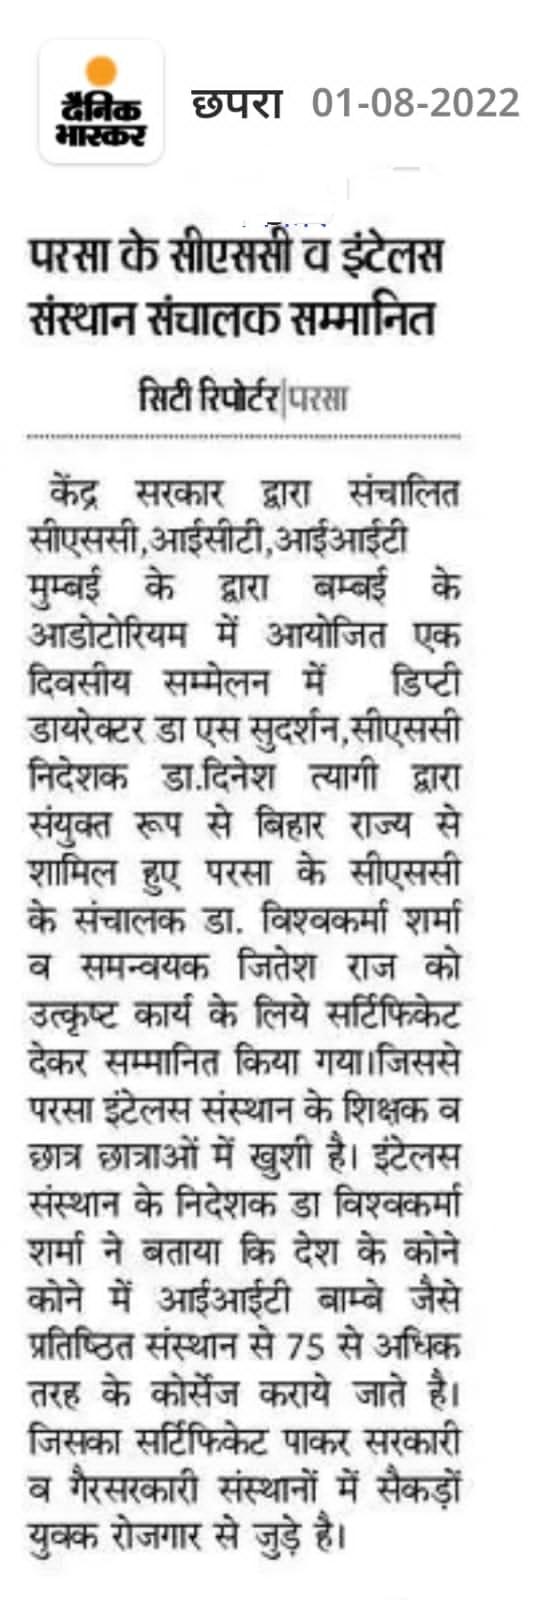 दैनिक
भास्कर
छपरा 01-08-2022
परसा के सीएससी व इंटेलस
संस्थान संचालक सम्मानित
सिटी रिपोर्टर|परसा
केंद्र सरकार द्वारा संचालित
सीएससी,आईसीटी,आईआईटी
मुम्बई के द्वारा बम्बई के
आडोटोरियम में आयोजित एक
दिवसीय सम्मेलन में डिप्टी
डायरेक्टर डा एस सुदर्शन,सीएससी
निदेशक डा.दिनेश त्यागी द्वारा
संयुक्त रूप से बिहार राज्य से
शामिल हुए परसा के सीएससी
के संचालक डा. विश्वकर्मा शर्मा
व समन्वयक जितेश राज को
उत्कृष्ट कार्य के लिये सर्टिफिकेट
देकर सम्मानित किया गया।जिससे
परसा इंटेलस संस्थान के शिक्षक व
छात्र छात्राओं में खुशी है। इंटेलस
संस्थान के निदेशक डा विश्वकर्मा
शर्मा ने बताया कि देश के कोने
कोने में आईआईटी बाम्बे जैसे
प्रतिष्ठित संस्थान से 75 से अधिक
तरह के कोर्सेज कराये जाते है।
जिसका सर्टिफिकेट पाकर सरकारी
व गैरसरकारी संस्थानों में सैकड़ों
युवक रोजगार से जुड़े है।